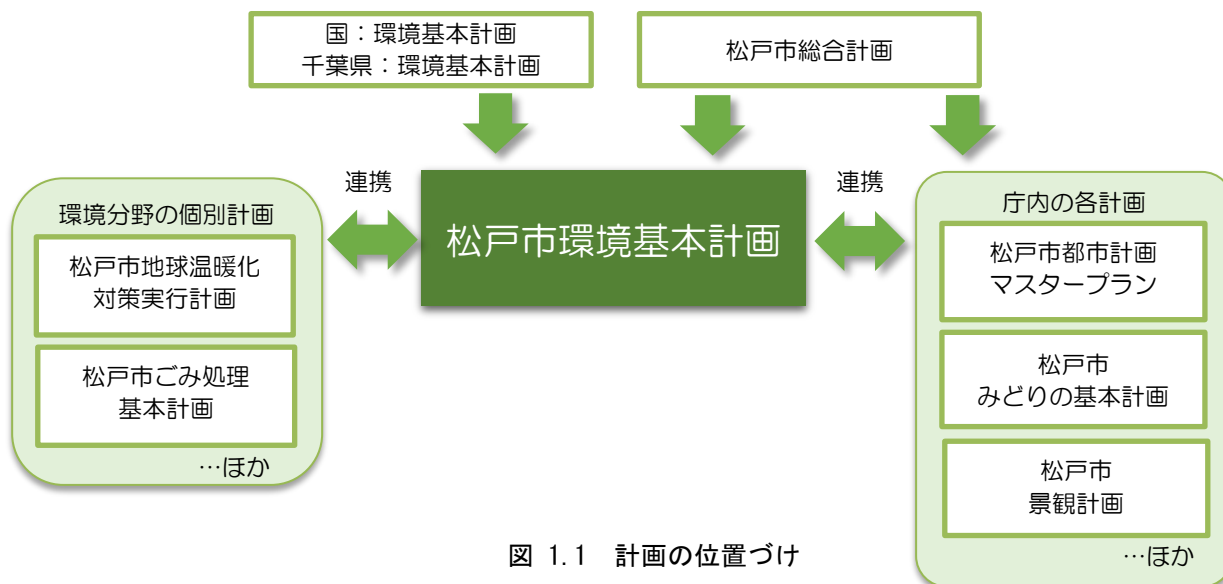 国：環境基本計画
千葉県：環境基本計画
松戸市総合計画
連携
連携
環境分野の個別計画
松戸市地球温暖化
対策実行計画
松戸市ごみ処理
基本計画
…ほか
松戸市環境基本計画
庁内の各計画
松戸市都市計画
マスタープラン
松戸市
みどりの基本計画
松戸市
景観計画
…ほか
図 1.1 計画の位置づけ